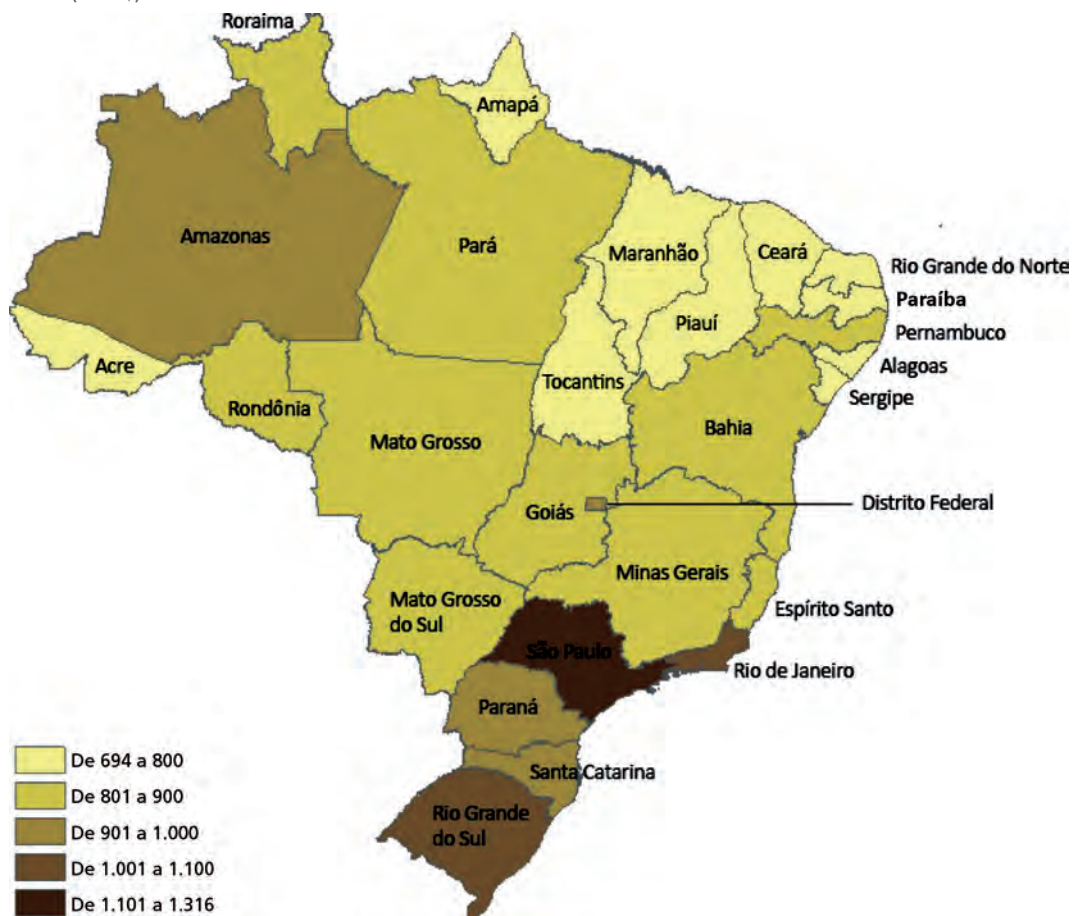 Roraima
Amapá
Amazonas
Pará
Maranhão
Ceará
Rio Grande do Norte
Paraíba
Piauí
Pernambuco
Acre
Alagoas
Tocantins
Sergipe
Rondônia
Bahia
Mato Grosso
Distrito Federal
Goiás
Minas Gerais
Mato Grosso
do Sul
Espírito Santo
São Paulo
Rio de Janeiro
Paraná
Santa Catarina
Rio Grande
do Sul
De 694 a 800
De 801 a 900
De 901 a 1.000
De 1.001 a 1.100
De 1.101 a 1.316